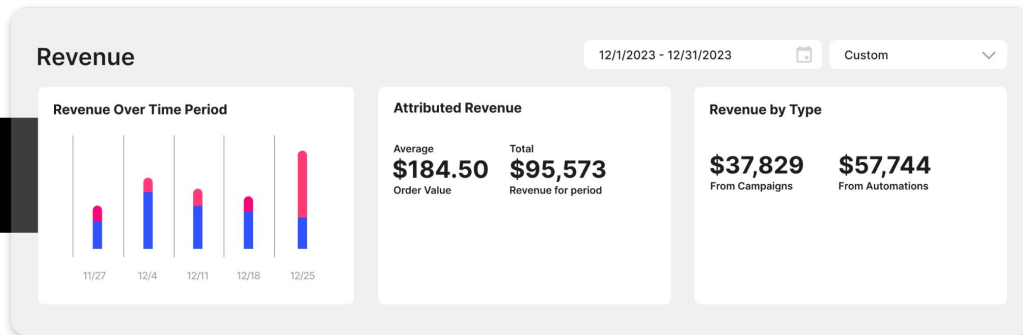 Revenue
12/1/2023 - 12/31/2023
Custom
Revenue Over Time Period
11/27 12/4 12/11 12/18 12/25
Attributed Revenue
Average Total
$184.50 $95,573
Order Value Revenue for period
Revenue by Type
$37,829 $57,744
From Campaigns From Automations